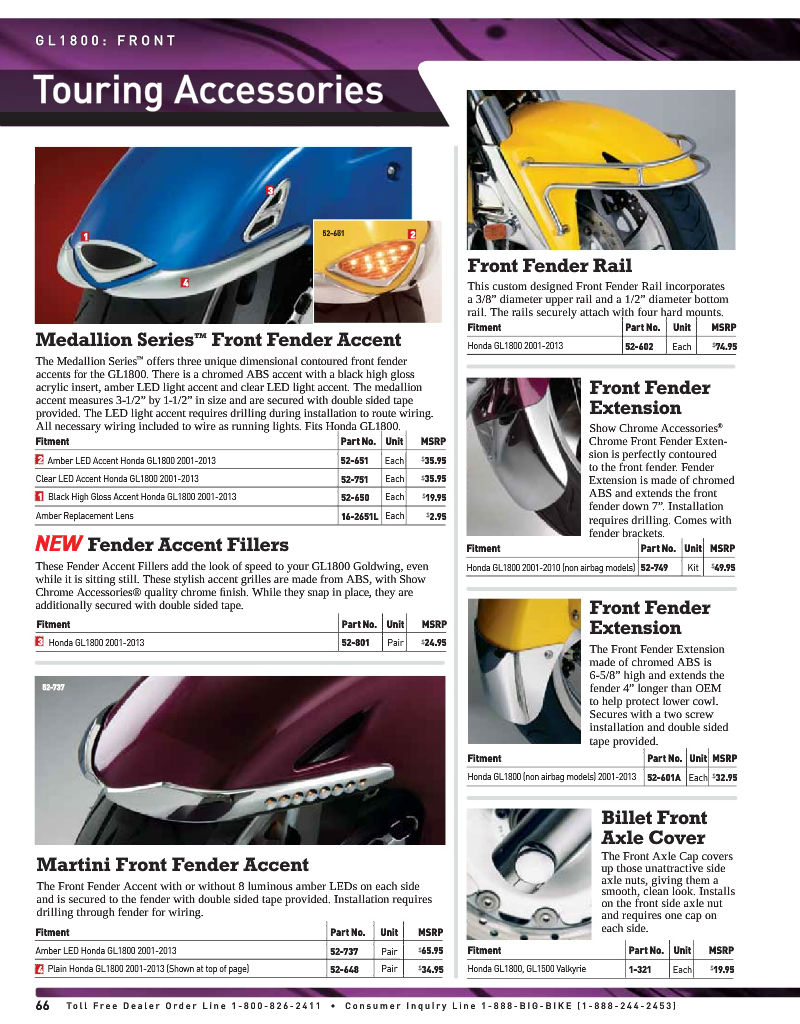 GL1800: FRONT
Touring Accessories
1
3
4
52-651
2
Medallion Series™ Front Fender Accent
The Medallion Series™ offers three unique dimensional contoured front fender
accents for the GL1800. There is a chromed ABS accent with a black high gloss
acrylic insert, amber LED light accent and clear LED light accent. The medallion
accent measures 3-1/2” by 1-1/2” in size and are secured with double sided tape
provided. The LED light accent requires drilling during installation to route wiring.
All necessary wiring included to wire as running lights. Fits Honda GL1800.
Fitment Part No. Unit MSRP
2 Amber LED Accent Honda GL1800 2001-2013 52-651 Each $35.95
Clear LED Accent Honda GL1800 2001-2013 52-751 Each $35.95
1 Black High Gloss Accent Honda GL1800 2001-2013 52-650 Each $19.95
Amber Replacement Lens 16-2651L Each $2.95
NEW Fender Accent Fillers
These Fender Accent Fillers add the look of speed to your GL1800 Goldwing, even
while it is sitting still. These stylish accent grilles are made from ABS, with Show
Chrome Accessories® quality chrome finish. While they snap in place, they are
additionally secured with double sided tape.
Fitment Part No. Unit MSRP
3 Honda GL1800 2001-2013 52-801 Pair $24.95
52-737
Martini Front Fender Accent
The Front Fender Accent with or without 8 luminous amber LEDs on each side
and is secured to the fender with double sided tape provided. Installation requires
drilling through fender for wiring.
Fitment Part No. Unit MSRP
Amber LED Honda GL1800 2001-2013 52-737 Pair $65.95
4 Plain Honda GL1800 2001-2013 (Shown at top of page) 52-648 Pair $34.95
Front Fender Rail
This custom designed Front Fender Rail incorporates
a 3/8” diameter upper rail and a 1/2” diameter bottom
rail. The rails securely attach with four hard mounts.
Fitment Part No. Unit MSRP
Honda GL1800 2001-2013 52-602 Each $74.95
Front Fender
Extension
Show Chrome Accessories®
Chrome Front Fender Exten-
sion is perfectly contoured
to the front fender. Fender
Extension is made of chromed
ABS and extends the front
fender down 7”. Installation
requires drilling. Comes with
fender brackets.
Fitment Part No. Unit MSRP
Honda GL1800 2001-2010 (non airbag models) 52-749 Kit $49.95
Front Fender
Extension
The Front Fender Extension
made of chromed ABS is
6-5/8” high and extends the
fender 4” longer than OEM
to help protect lower cowl.
Secures with a two screw
installation and double sided
tape provided.
Fitment Part No. Unit MSRP
Honda GL1800 (non airbag models) 2001-2013 52-601A Each $32.95
Billet Front
Axle Cover
The Front Axle Cap covers
up those unattractive side
axle nuts, giving them a
smooth, clean look. Installs
on the front side axle nut
and requires one cap on
each side.
Fitment Part No. Unit MSRP
Honda GL1800, GL1500 Valkyrie 1-321 Each $19.95
66 Toll Free Dealer Order Line 1-800-826-2411 • Consumer Inquiry Line 1-888-BIG-BIKE (1-888-244-2453)